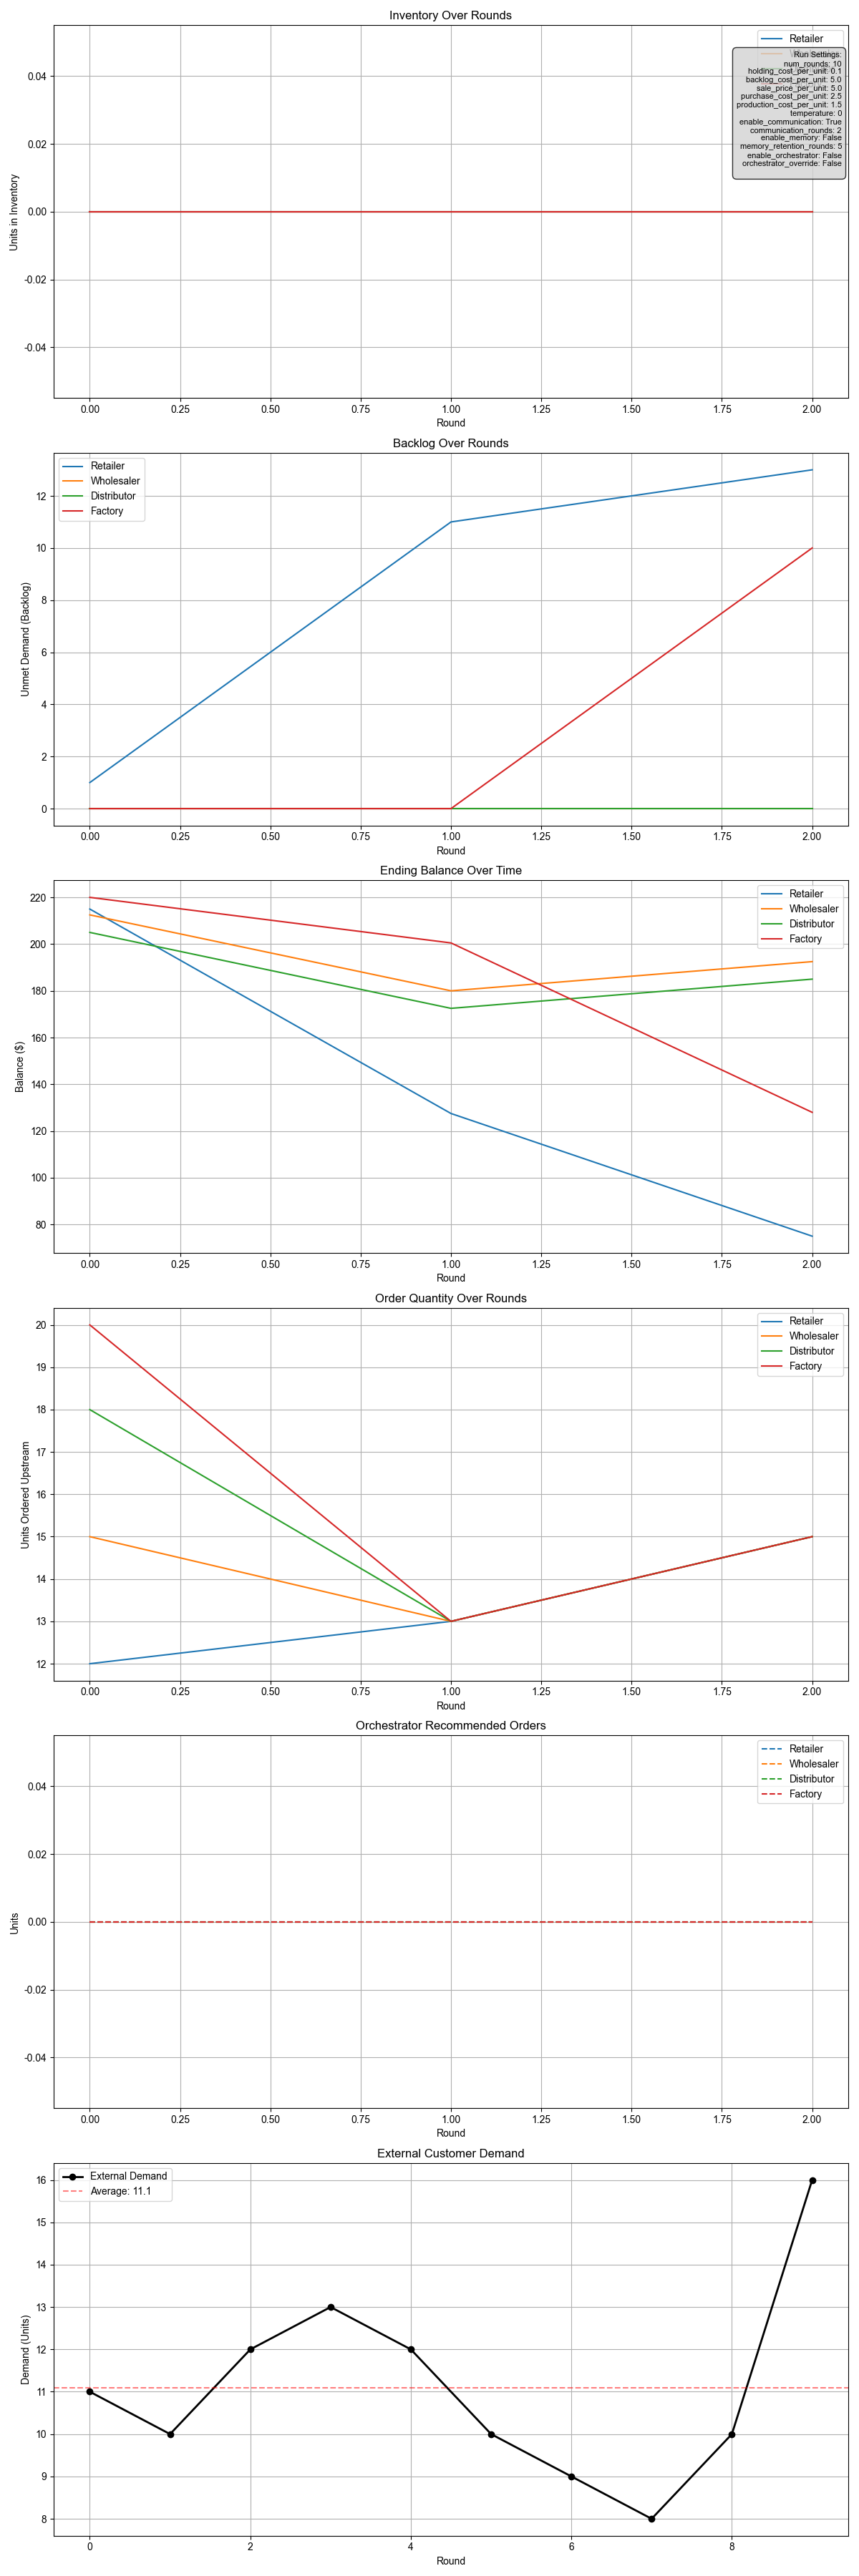 Inventory Over Rounds
Retailer
Run Settings:
num_rounds: 10
holding_cost_per_unit: 0.1
backlog_cost_per_unit: 5.0
sale_price_per_unit: 5.0
purchase_cost_per_unit: 2.5
production_cost_per_unit: 1.5
temperature: 0
enable_communication: True
communication_rounds: 2
enable_memory: False
memory_retention_rounds: 5
enable_orchestrator: False
orchestrator_override: False
Units in Inventory
0.04
0.02
0.00
-0.02
-0.04
0.00 0.25 0.50 0.75 1.00 1.25 1.50 1.75 2.00
Round
Backlog Over Rounds
Retailer
Wholesaler
Distributor
Factory
Unmet Demand (Backlog)
12
10
8
6
4
2
0
0.00 0.25 0.50 0.75 1.00 1.25 1.50 1.75 2.00
Round
Ending Balance Over Time
Retailer
Wholesaler
Distributor
Factory
Balance ($)
220
200
180
160
140
120
100
80
0.00 0.25 0.50 0.75 1.00 1.25 1.50 1.75 2.00
Round
Order Quantity Over Rounds
Retailer
Wholesaler
Distributor
Factory
Units Ordered Upstream
20
19
18
17
16
15
14
13
12
0.00 0.25 0.50 0.75 1.00 1.25 1.50 1.75 2.00
Round
Orchestrator Recommended Orders
Retailer
Wholesaler
Distributor
Factory
Units
0.04
0.02
0.00
-0.02
-0.04
0.00 0.25 0.50 0.75 1.00 1.25 1.50 1.75 2.00
Round
External Customer Demand
External Demand
Average: 11.1
Demand (Units)
16
15
14
13
12
11
10
9
8
0 2 4 6 8
Round